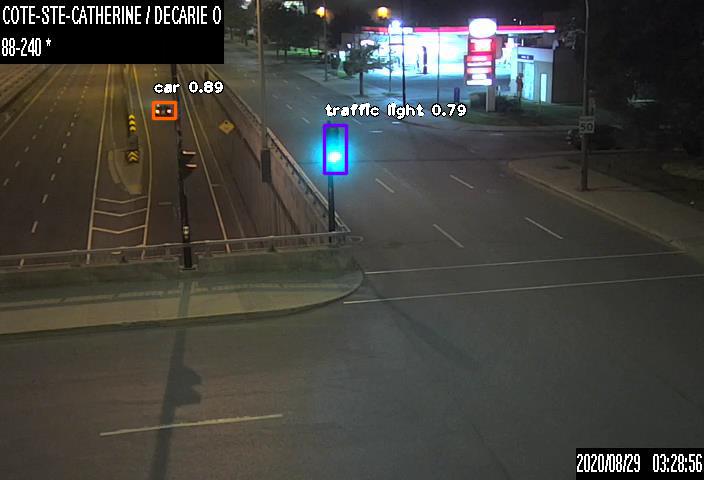 COTE-STE-CATHERINE / DECARIE O
88-240 *
car 0.89
traffic light 0.79
50
2020/08/29 03:28:56